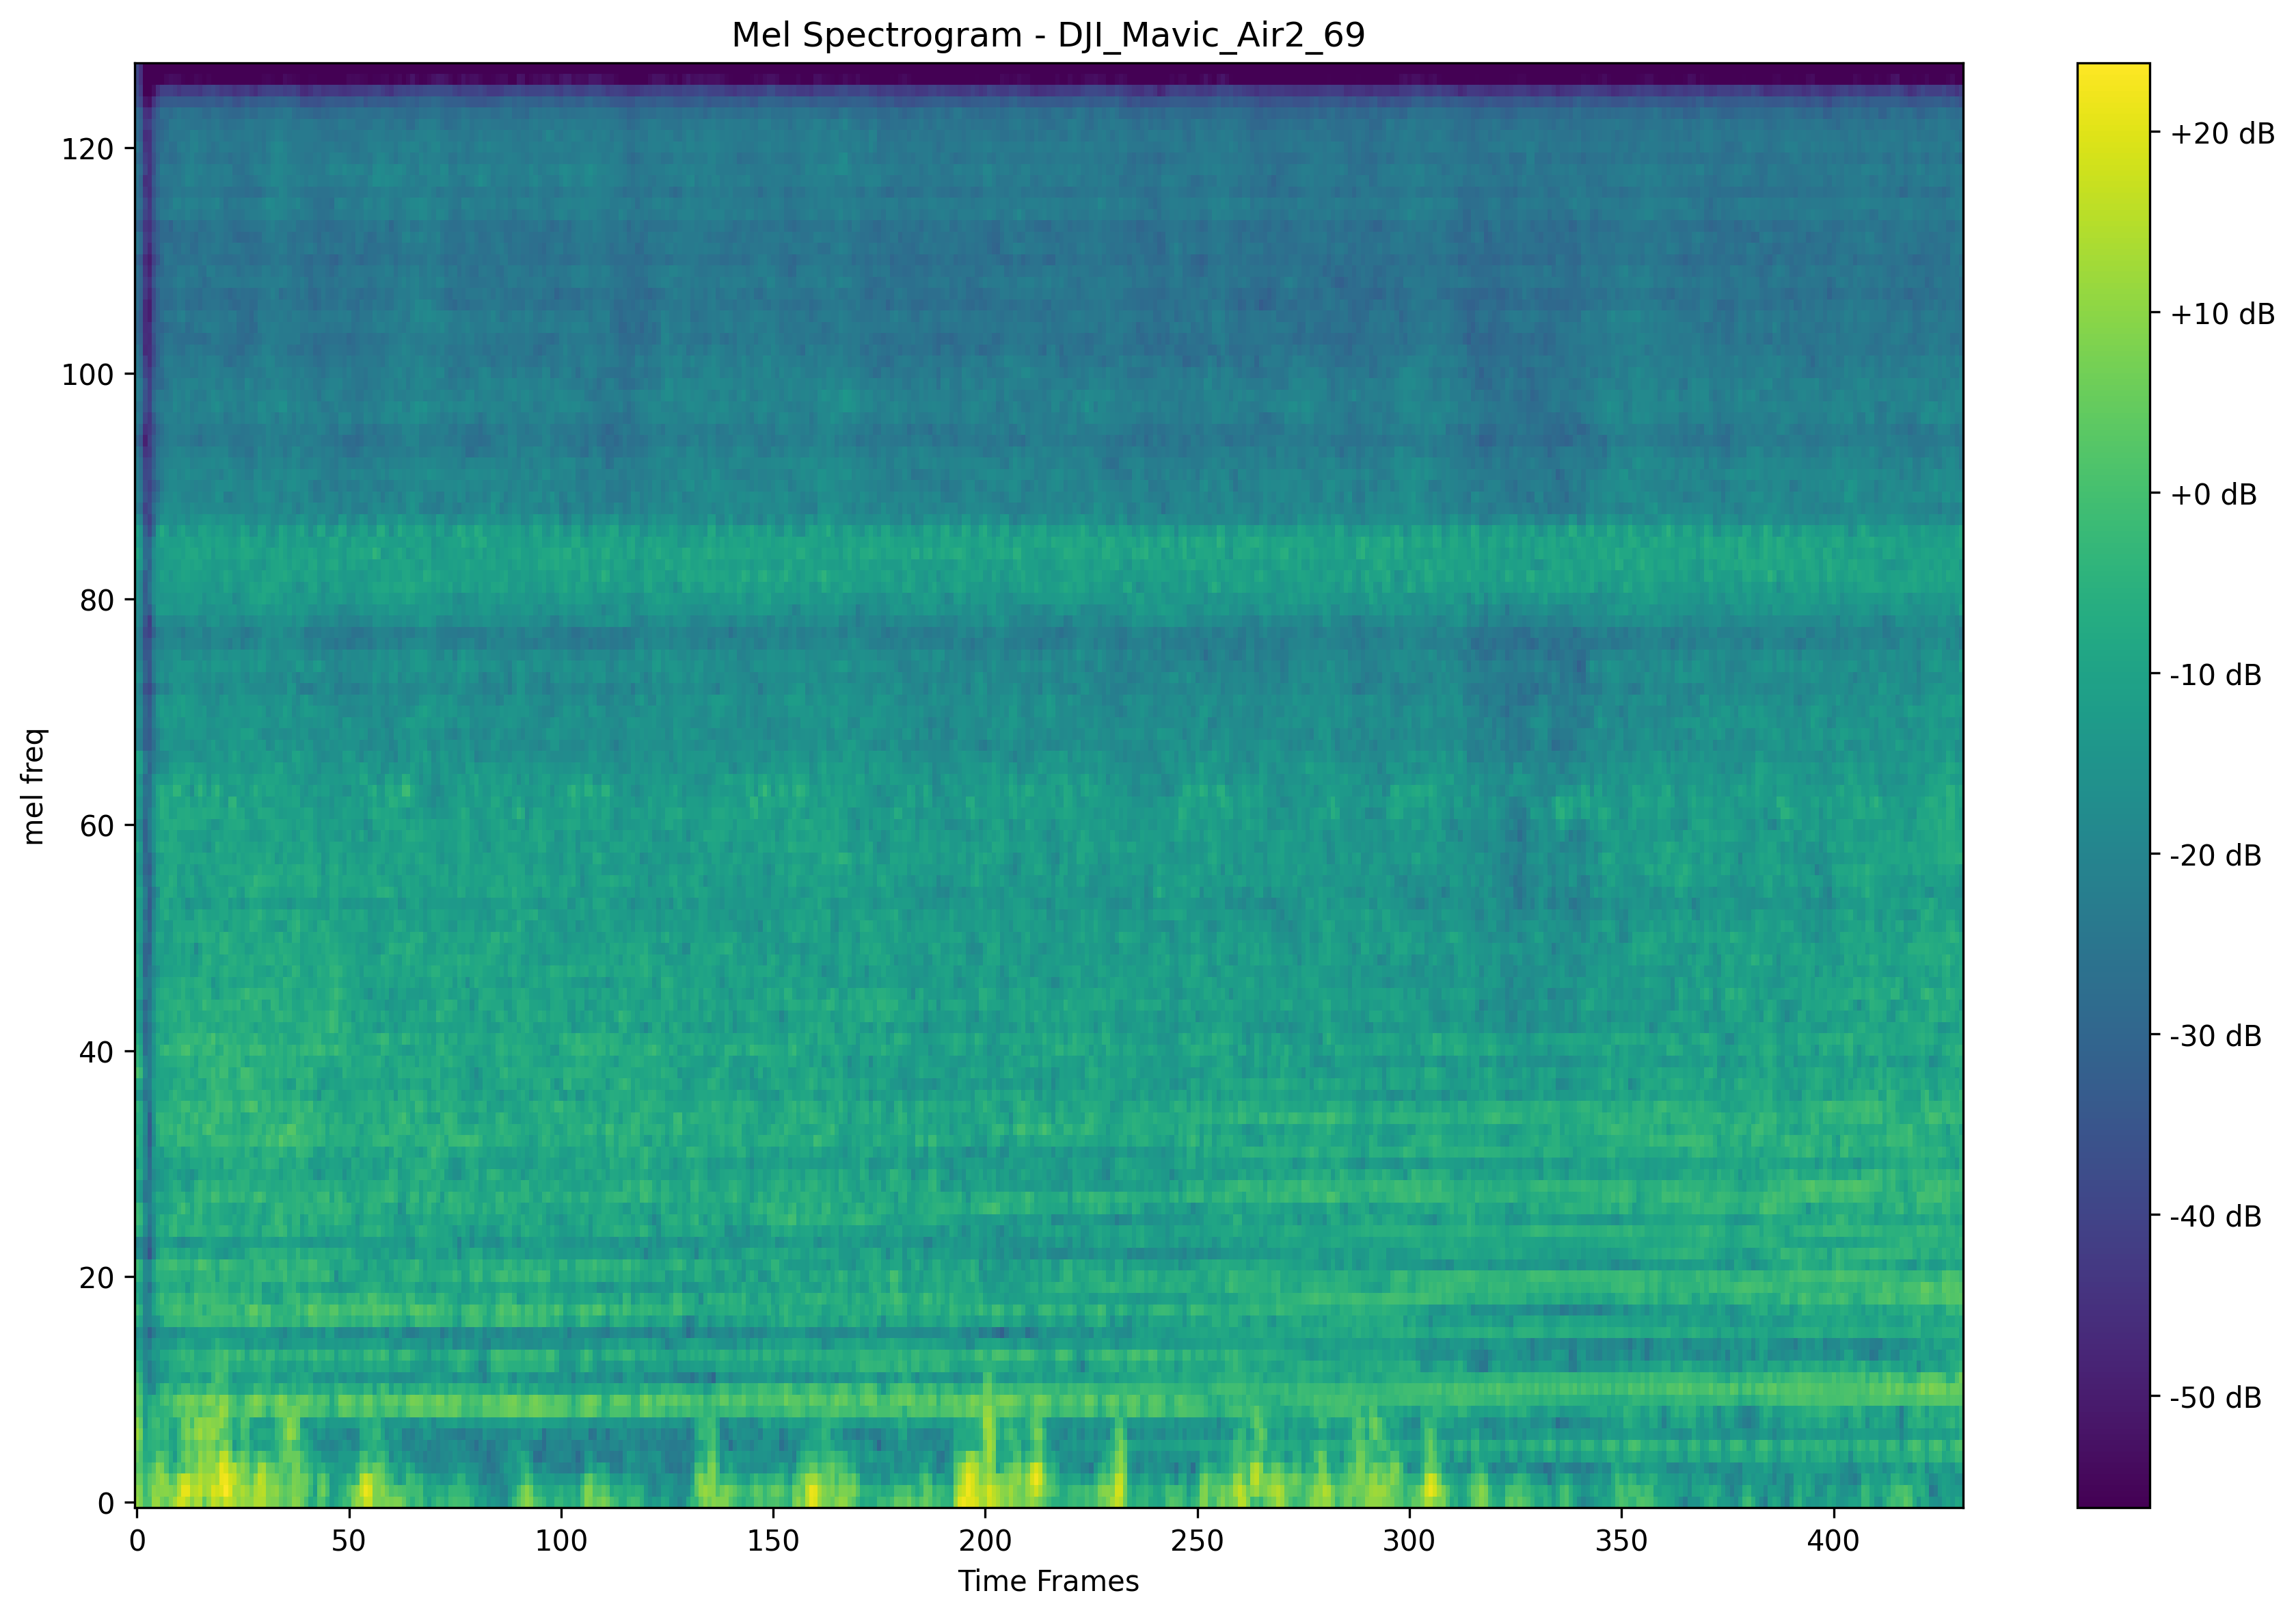 Mel Spectrogram - DJI_Mavic_Air2_69
120
100
80
60
40
20
0
mel freq
0 50 100 150 200 250 300 350 400
Time Frames
+20 dB
+10 dB
+0 dB
-10 dB
-20 dB
-30 dB
-40 dB
-50 dB